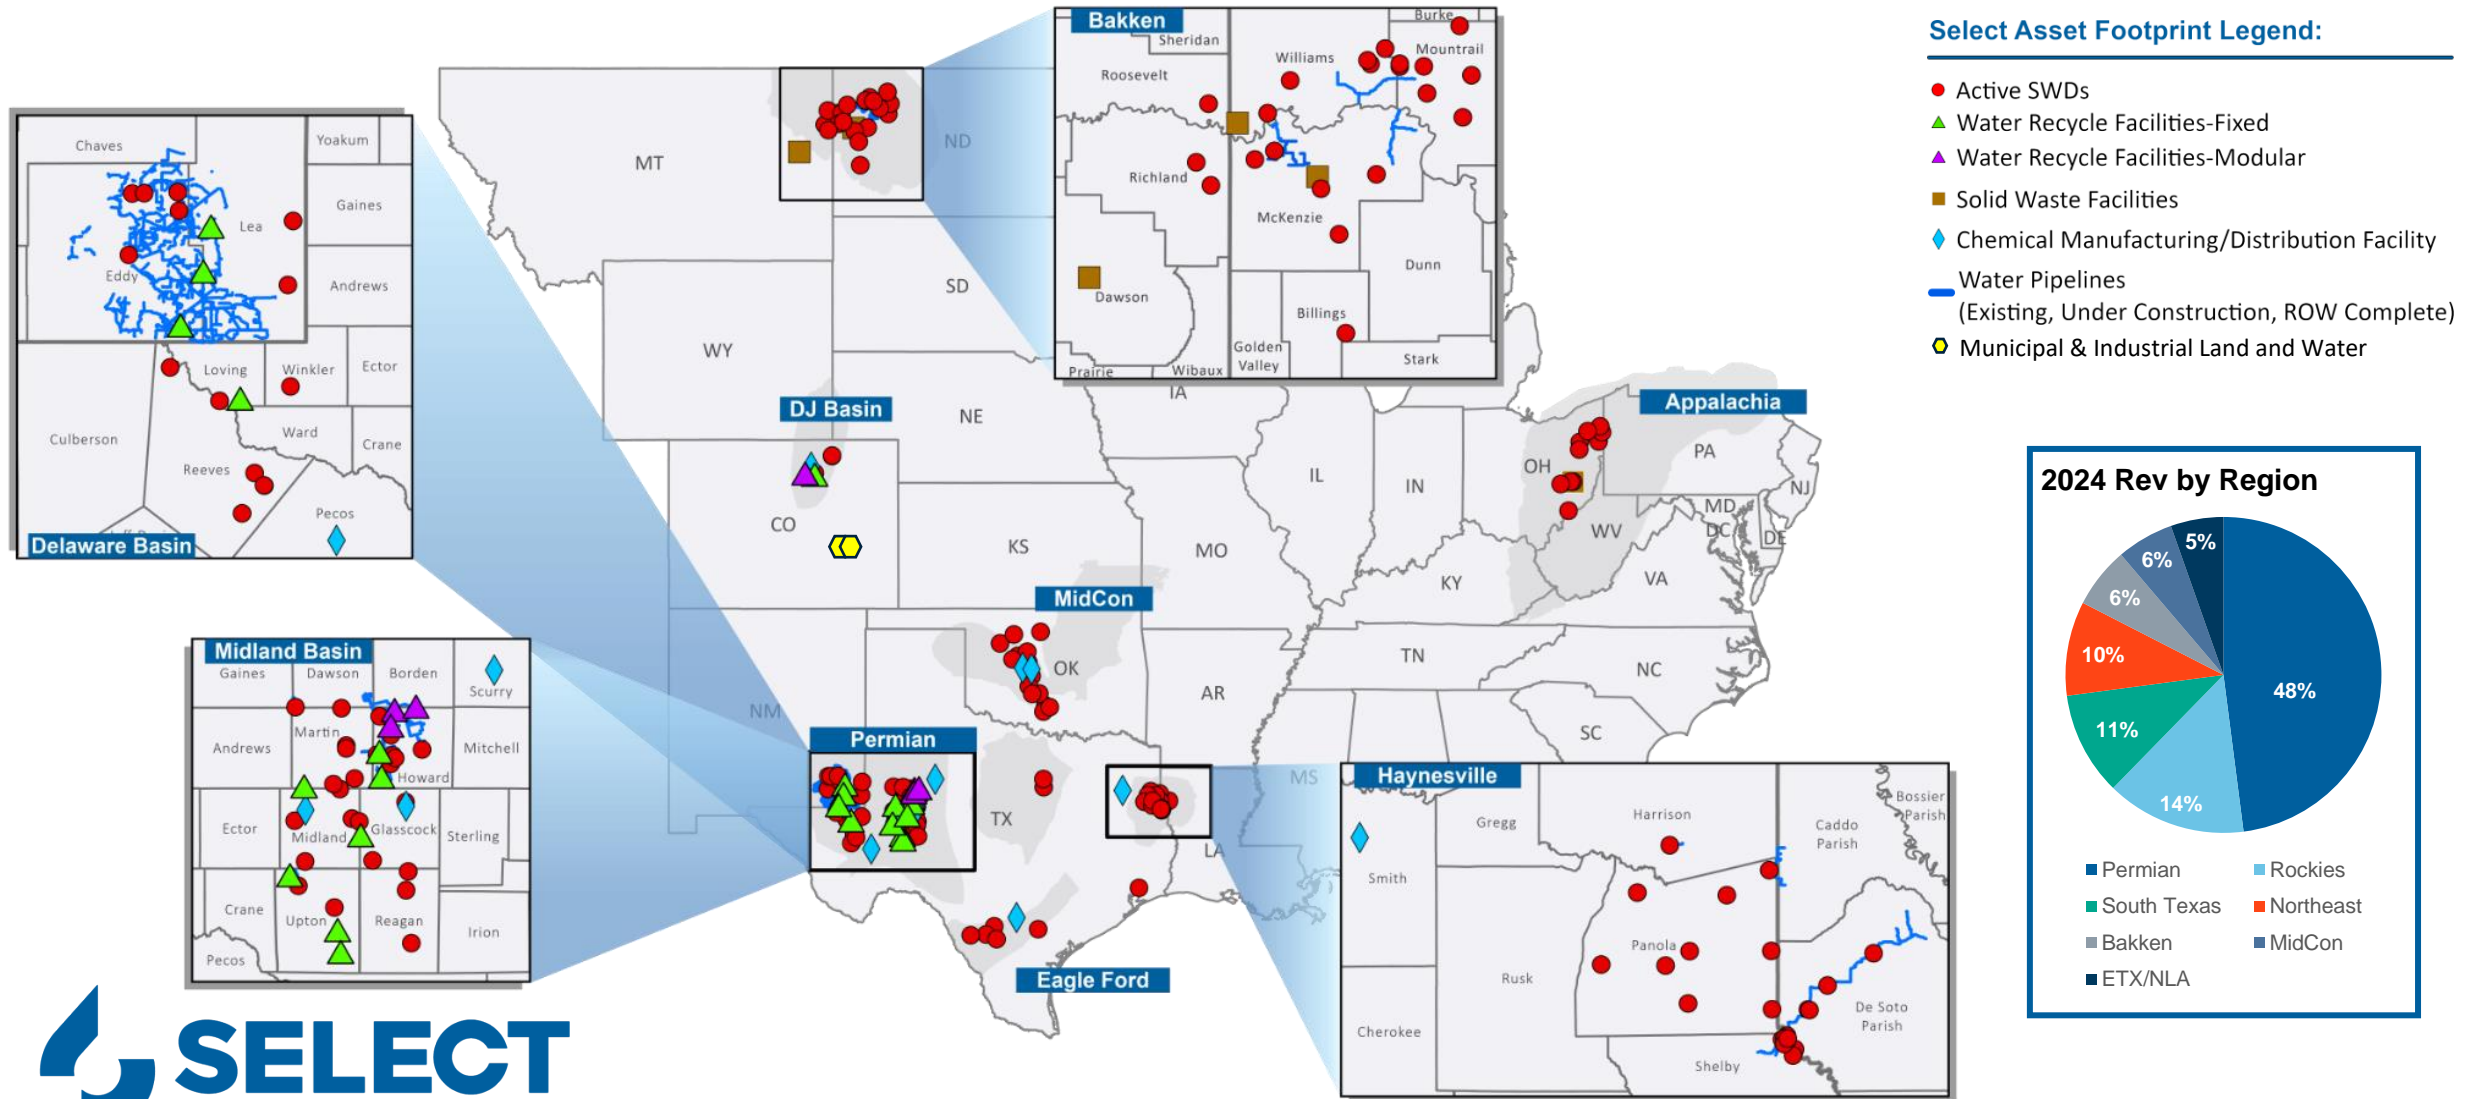 Select Asset Footprint Legend:
Active SWDs
Water Recycle Facilities-Fixed
Water Recycle Facilities-Modular
Solid Waste Facilities
Chemical Manufacturing/Distribution Facility
Water Pipelines
(Existing, Under Construction, ROW Complete)
Municipal & Industrial Land and Water
Bakken
Burke
Sheridan
Williams
Mountrail
Roosevelt
Richland
McKenzie
Dunn
Dawson
Billings
Golden
Valley
Stark
Prairie
Wibaux
Chaves
Yoakum
Lea
Gaines
Eddy
Andrews
Loving
Winkler
Ector
Culberson
Ward
Crane
Reeves
Pecos
Delaware Basin
Midland Basin
Gaines
Dawson
Borden
Scurry
Martin
Andrews
Mitchell
Howard
Ector
Midland
Glasscock
Sterling
Crane
Upton
Reagan
Irion
Pecos
MT
ND
SD
WY
NE
IA
DJ Basin
CO
KS
MO
IL
IN
OH
Appalachia
PA
NJ
MD
DC
DE
WV
VA
KY
MidCon
OK
AR
TN
NC
SC
MS
NM
Permian
TX
LA
Eagle Ford
Haynesville
Harrison
Gregg
Caddo
Parish
Bossier
Parish
Smith
Panola
Rusk
De Soto
Parish
Cherokee
Shelby
2024 Rev by Region
5%
6%
6%
10%
48%
11%
14%
Permian
Rockies
South Texas
Northeast
Bakken
MidCon
ETX/NLA
SELECT